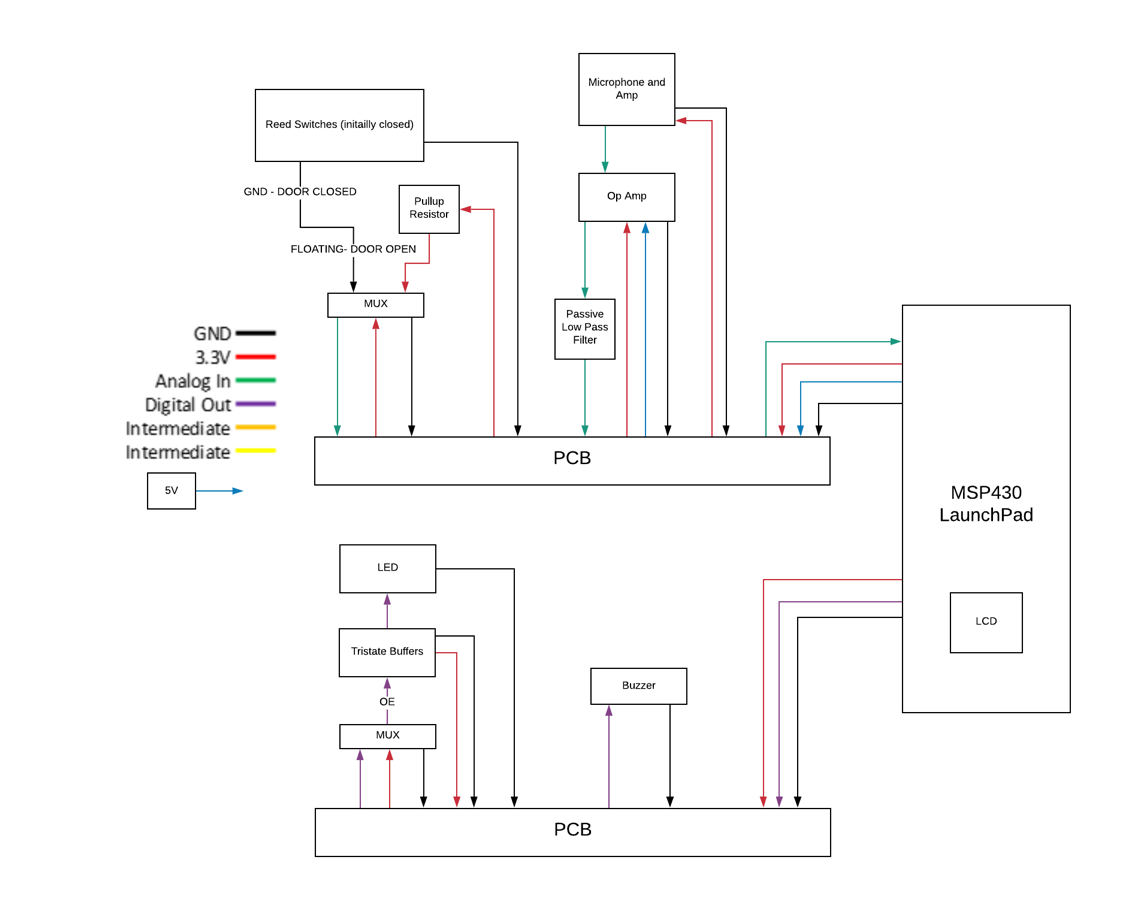 Microphone and
Amp
Reed Switches (initailly closed)
GND - DOOR CLOSED
Pullup
Resistor
Op Amp
FLOATING- DOOR OPEN
MUX
Passive
Low Pass
Filter
GND
3.3V
Analog In
Digital Out
Intermediate
Intermediate
5V
PCB
MSP430
LaunchPad
LCD
LED
Tristate Buffers
OE
MUX
Buzzer
PCB